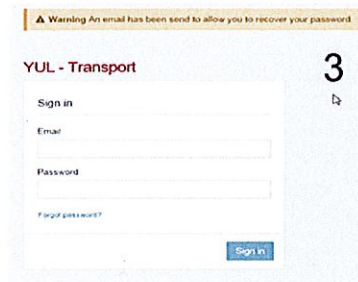 Warning An email has been send to allow you to recover your password.
YUL - Transport
3
Sign in
Email
Password
Forgot password?
Sign in